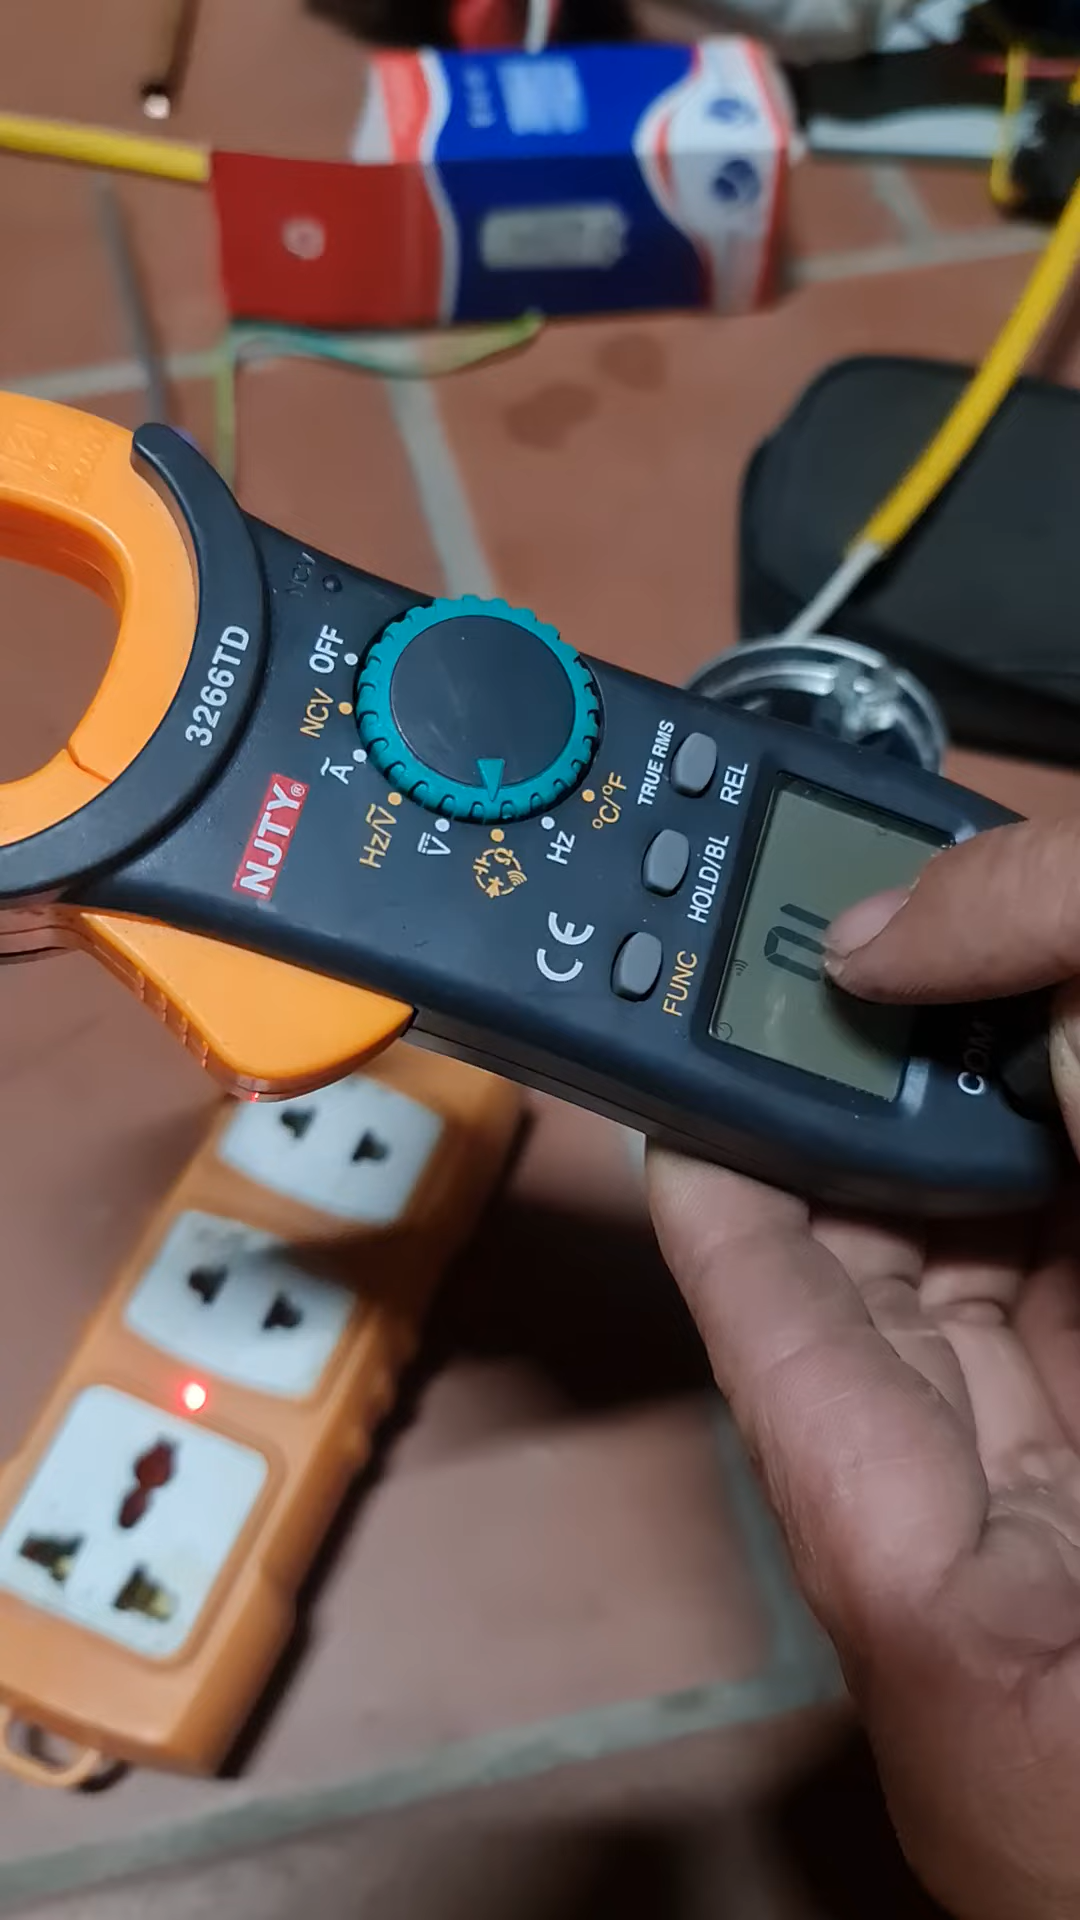 NCV
OFF
NCV
Ã
Hz/Ṽ
V
Ω
Hz
°C/°F
3266TD
NJTY®
CE
TRUE RMS
REL
HOLD/BL
FUNC
COM